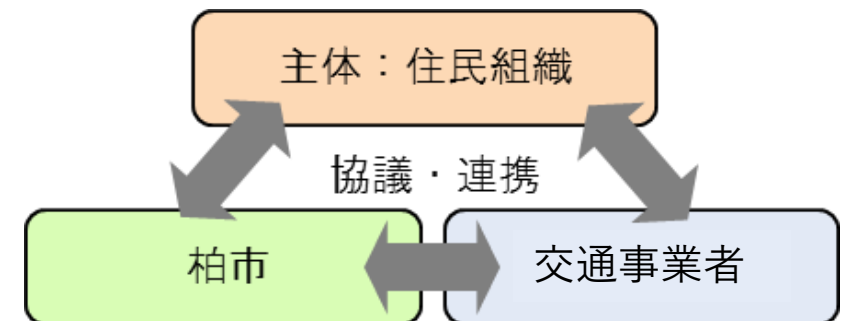 主体：住民組織
協議・連携
柏市
交通事業者